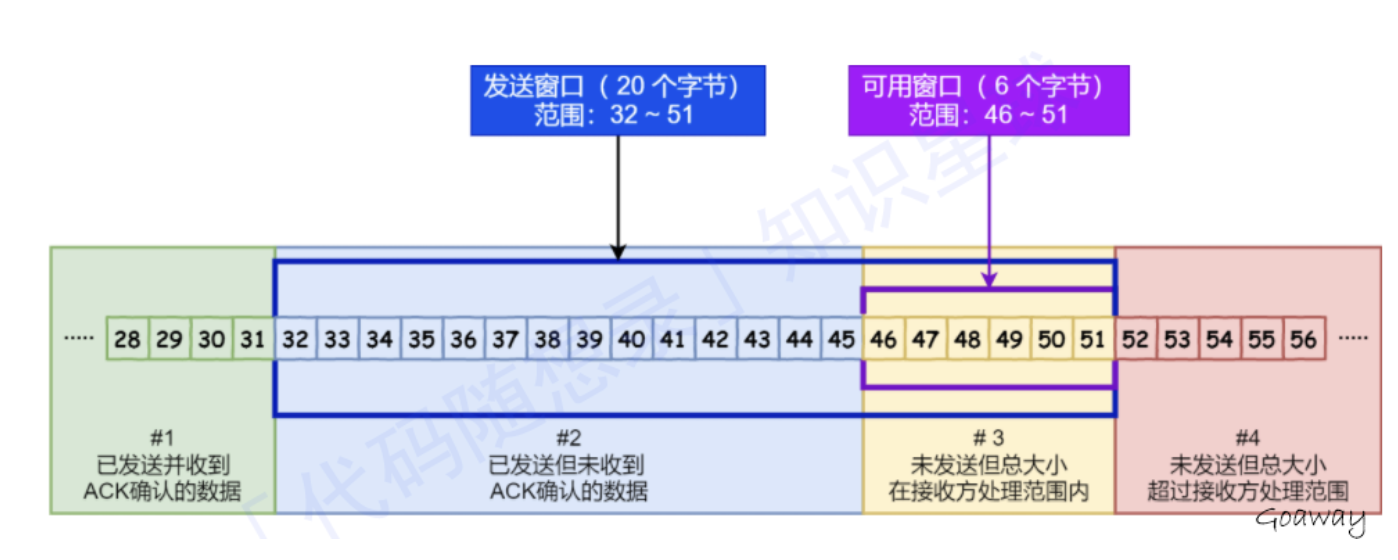 发送窗口（ 20 个字节）
范围：32 ~ 51
可用窗口（ 6 个字节）
范围：46 ~ 51
····· 28 29 30 31 32 33 34 35 36 37 38 39 40 41 42 43 44 45 46 47 48 49 50 51 52 53 54 55 56 ·····
#1
已发送并收到
ACK确认的数据
#2
已发送但未收到
ACK确认的数据
# 3
未发送但总大小
在接收方处理范围内
#4
未发送但总大小
超过接收方处理范围
「代码随想录」知识星球
Goaway